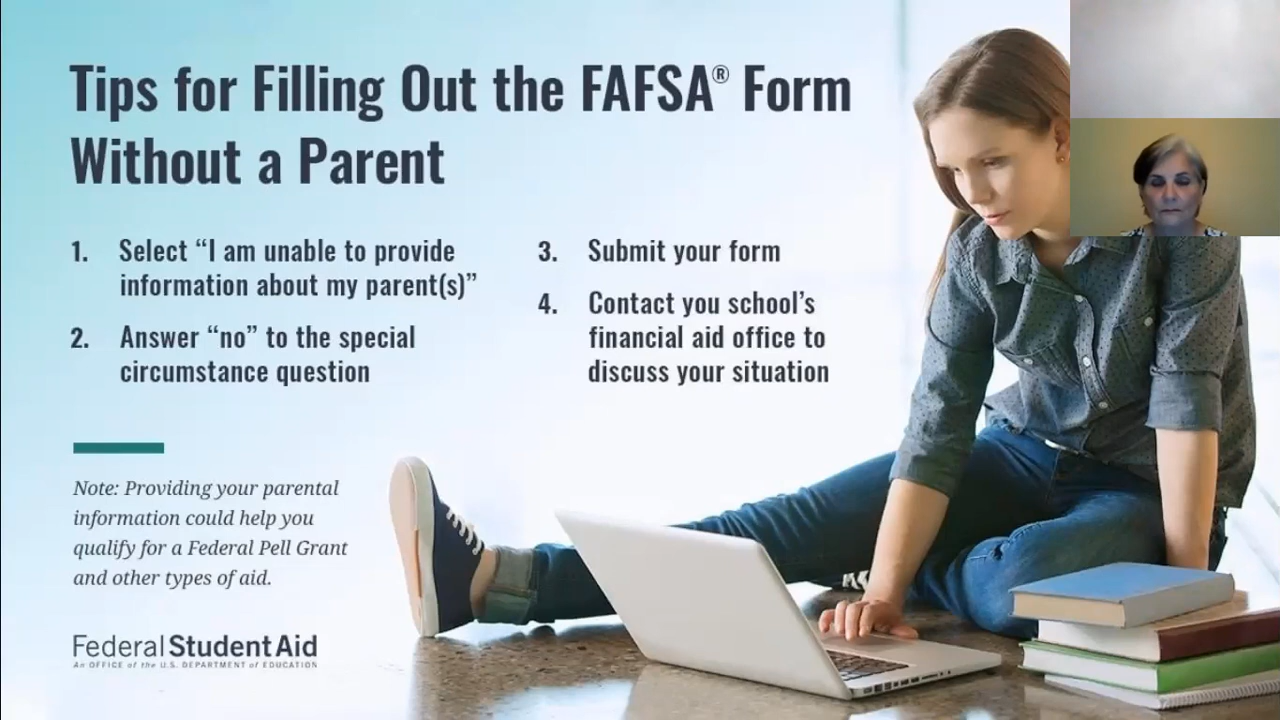 Tips for Filling Out the FAFSA® Form
Without a Parent
1. Select “I am unable to provide
information about my parent(s)”
2. Answer “no” to the special
circumstance question
3. Submit your form
4. Contact you school’s
financial aid office to
discuss your situation
Note: Providing your parental
information could help you
qualify for a Federal Pell Grant
and other types of aid.
Federal Student Aid
An OFFICE of the U.S. DEPARTMENT of EDUCATION